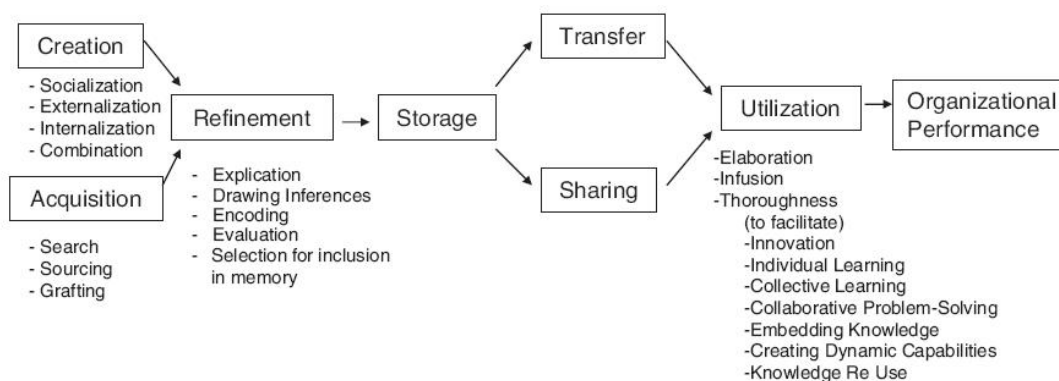 Creation
- Socialization
- Externalization
- Internalization
- Combination
Acquisition
- Search
- Sourcing
- Grafting
Refinement
- Explication
- Drawing Inferences
- Encoding
- Evaluation
- Selection for inclusion
in memory
Storage
Transfer
Sharing
Utilization
-Elaboration
-Infusion
-Thoroughness
(to facilitate)
-Innovation
-Individual Learning
-Collective Learning
-Collaborative Problem-Solving
-Embedding Knowledge
-Creating Dynamic Capabilities
-Knowledge Re Use
Organizational
Performance